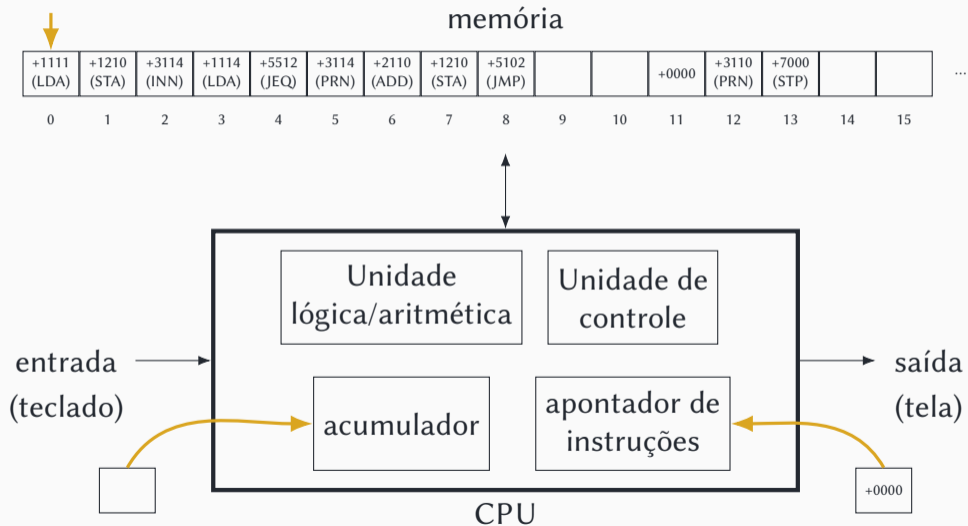 memória
+1111 +1210 +3114 +1114 +5512 +3114 +2110 +1210 +5102 +0000 +3110 +7000 ...
(LDA) (STA) (INN) (LDA) (JEQ) (PRN) (ADD) (STA) (JMP) (PRN) (STP)
0 1 2 3 4 5 6 7 8 9 10 11 12 13 14 15
Unidade
lógica/aritmética
Unidade de
controle
entrada
(teclado)
saída
(tela)
acumulador
apontador de
instruções
+0000
CPU